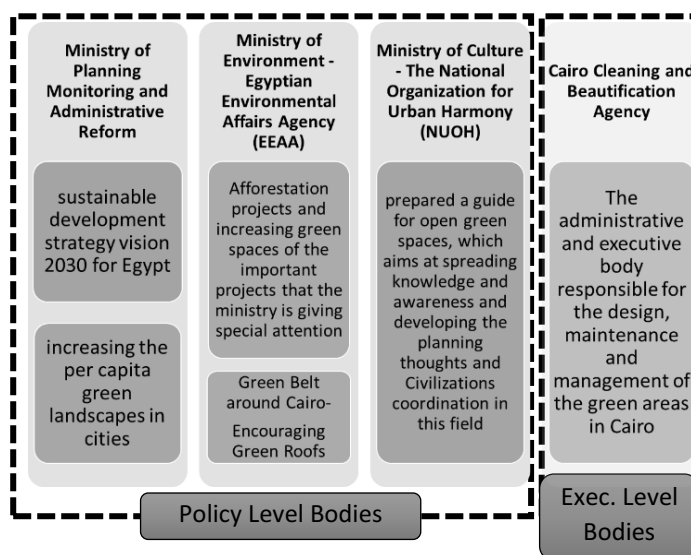 Ministry of
Planning
Monitoring and
Administrative
Reform
sustainable
development
strategy vision
2030 for Egypt
increasing the
per capita
green
landscapes in
cities
Ministry of
Environment -
Egyptian
Environmental
Affairs Agency
(EEAA)
Afforestation
projects and
increasing green
spaces of the
important
projects that the
ministry is giving
special attention
Green Belt
around Cairo-
Encouraging
Green Roofs
Ministry of Culture
- The National
Organization for
Urban Harmony
(NUOH)
prepared a guide
for open green
spaces, which
aims at spreading
knowledge and
awareness and
developing the
planning
thoughts and
Civilizations
coordination in
this field
Cairo Cleaning and
Beautification
Agency
The
administrative
and executive
body
responsible for
the design,
maintenance
and
management of
the green areas
in Cairo
Policy Level Bodies
Exec. Level
Bodies